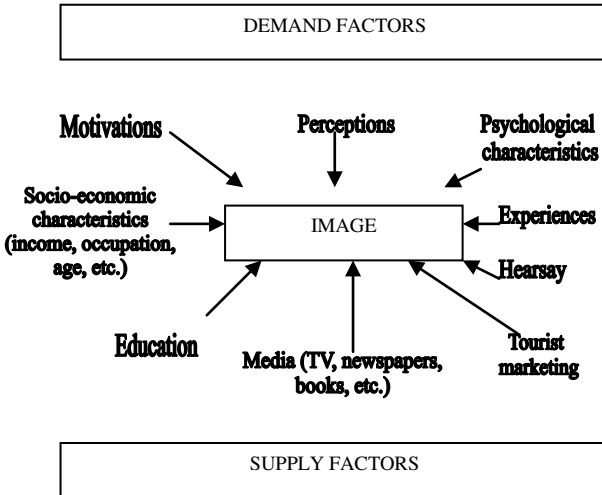 DEMAND FACTORS
Motivations
Perceptions
Psychological
characteristics
Socio-economic
characteristics
(income, occupation,
age, etc.)
IMAGE
Experiences
Hearsay
Education
Media (TV, newspapers,
books, etc.)
Tourist
marketing
SUPPLY FACTORS